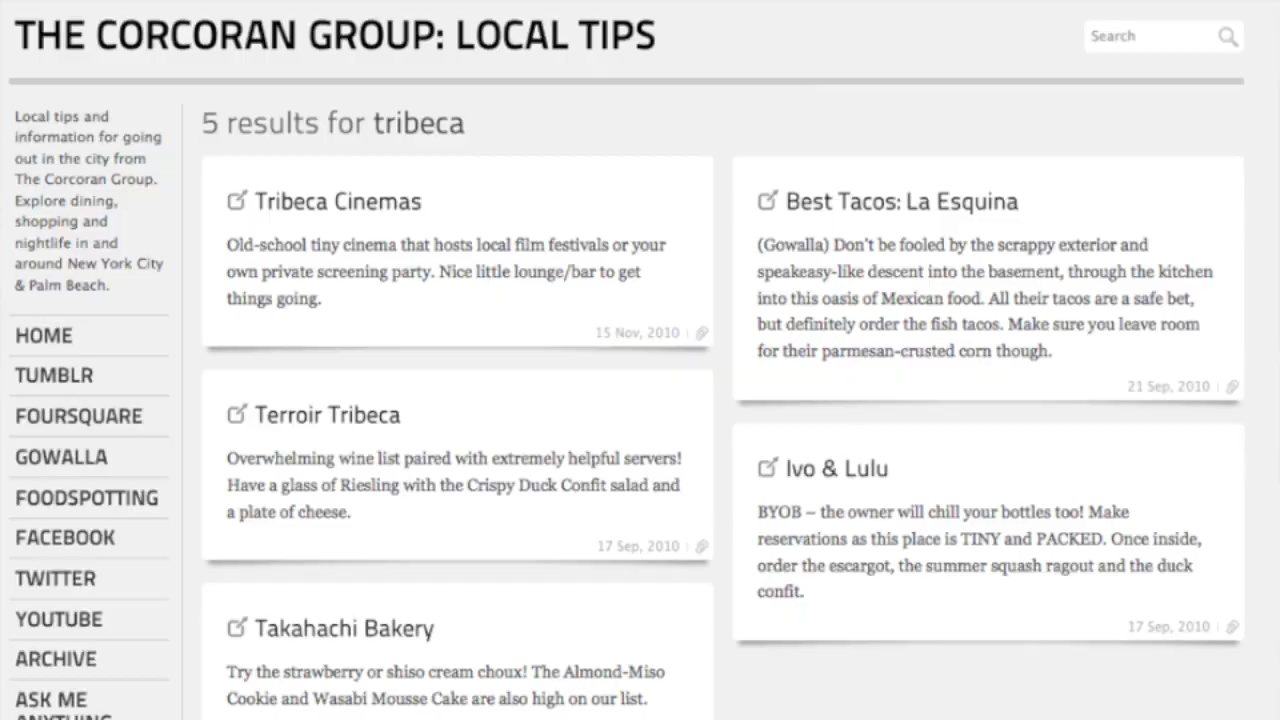 THE CORCORAN GROUP: LOCAL TIPS
Search
Local tips and
information for going
out in the city from
The Corcoran Group.
Explore dining,
shopping and
nightlife in and
around New York City
& Palm Beach.
HOME
TUMBLR
FOURSQUARE
GOWALLA
FOODSPOTTING
FACEBOOK
TWITTER
YOUTUBE
ARCHIVE
ASK ME
ANYTHING
5 results for tribeca
Tribeca Cinemas
Old-school tiny cinema that hosts local film festivals or your
own private screening party. Nice little lounge/bar to get
things going.
15 Nov, 2010
Terroir Tribeca
Overwhelming wine list paired with extremely helpful servers!
Have a glass of Riesling with the Crispy Duck Confit salad and
a plate of cheese.
17 Sep, 2010
Takahachi Bakery
Try the strawberry or shiso cream choux! The Almond-Miso
Cookie and Wasabi Mousse Cake are also high on our list.
Best Tacos: La Esquina
(Gowalla) Don't be fooled by the scrappy exterior and
speakeasy-like descent into the basement, through the kitchen
into this oasis of Mexican food. All their tacos are a safe bet,
but definitely order the fish tacos. Make sure you leave room
for their parmesan-crusted corn though.
21 Sep, 2010
Ivo & Lulu
BYOB – the owner will chill your bottles too! Make
reservations as this place is TINY and PACKED. Once inside,
order the escargot, the summer squash ragout and the duck
confit.
17 Sep, 2010